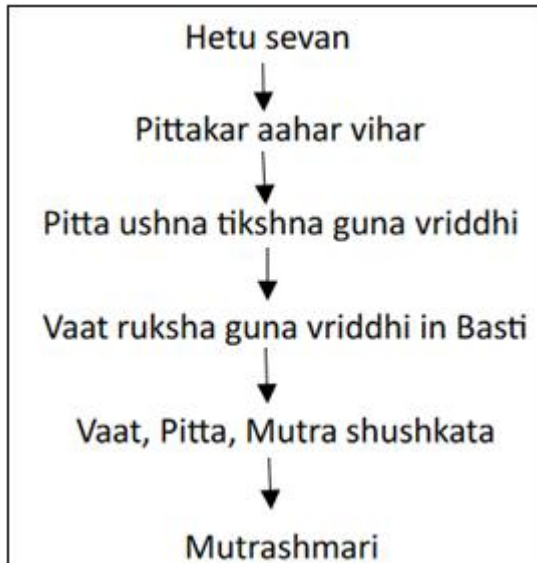 Hetu sevan
Pittakar aahar vihar
Pitta ushna tikshna guna vriddhi
Vaat ruksha guna vriddhi in Basti
Vaat, Pitta, Mutra shushkata
Mutrashmari